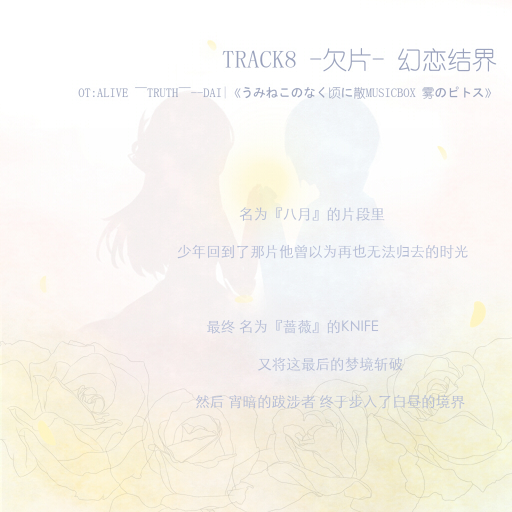 TRACK8 -欠片- 幻恋结界
OT:ALIVE ￣TRUTH￣—DAI|《うみねこのなく顷に散MUSICBOX 雾のピトス》
名为『八月』的片段里
少年回到了那片他曾以为再也无法归去的时光
最终 名为『蔷薇』的KNIFE
又将这最后的梦境斩破
然后 宵暗的跋涉者 终于步入了白昼的境界